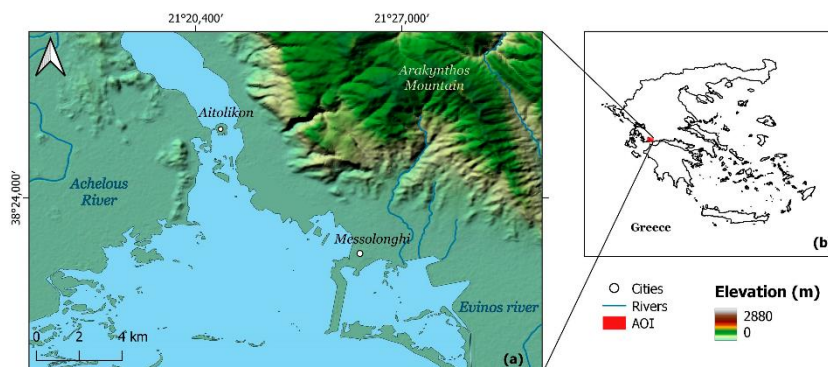 21°20,400′
21°27,000′
38°24,000′
Arakynthos
Mountain
Aitolikon
Achelous
River
Messolonghi
Evinos river
0 2 4 km
(a)
Greece
(b)
Cities
Rivers
AOI
Elevation (m)
2880
0